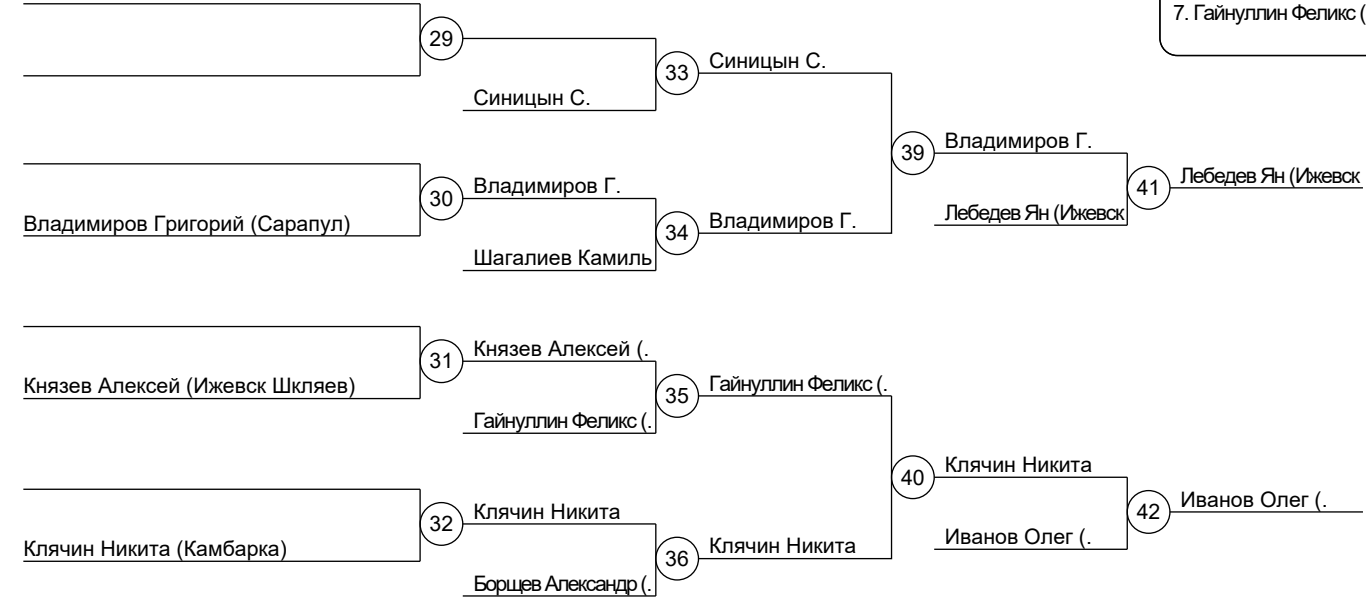 7. Гайнуллин Феликс (
29
Синицын С.
33
Синицын С.
Владимиров Григорий (Сарапул)
30
Владимиров Г.
Шагалиев Камиль
34
Владимиров Г.
39
Владимиров Г.
Лебедев Ян (Ижевск
41
Лебедев Ян (Ижевск
Князев Алексей (Ижевск Шкляев)
31
Князев Алексей (.
Гайнуллин Феликс (.
35
Гайнуллин Феликс (.
Клячин Никита (Камбарка)
32
Клячин Никита
Борщев Александр (.
36
Клячин Никита
40
Клячин Никита
Иванов Олег (.
42
Иванов Олег (.